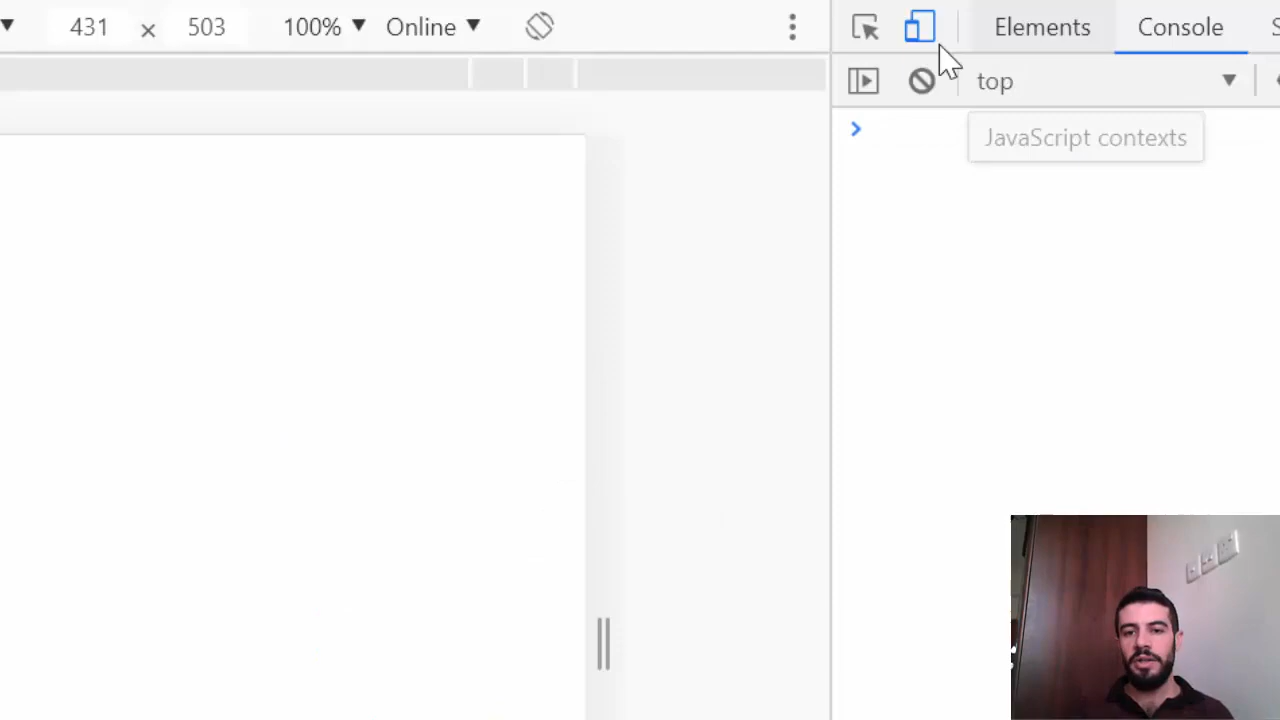 431 × 503 100% Online
Elements Console S
top
JavaScript contexts